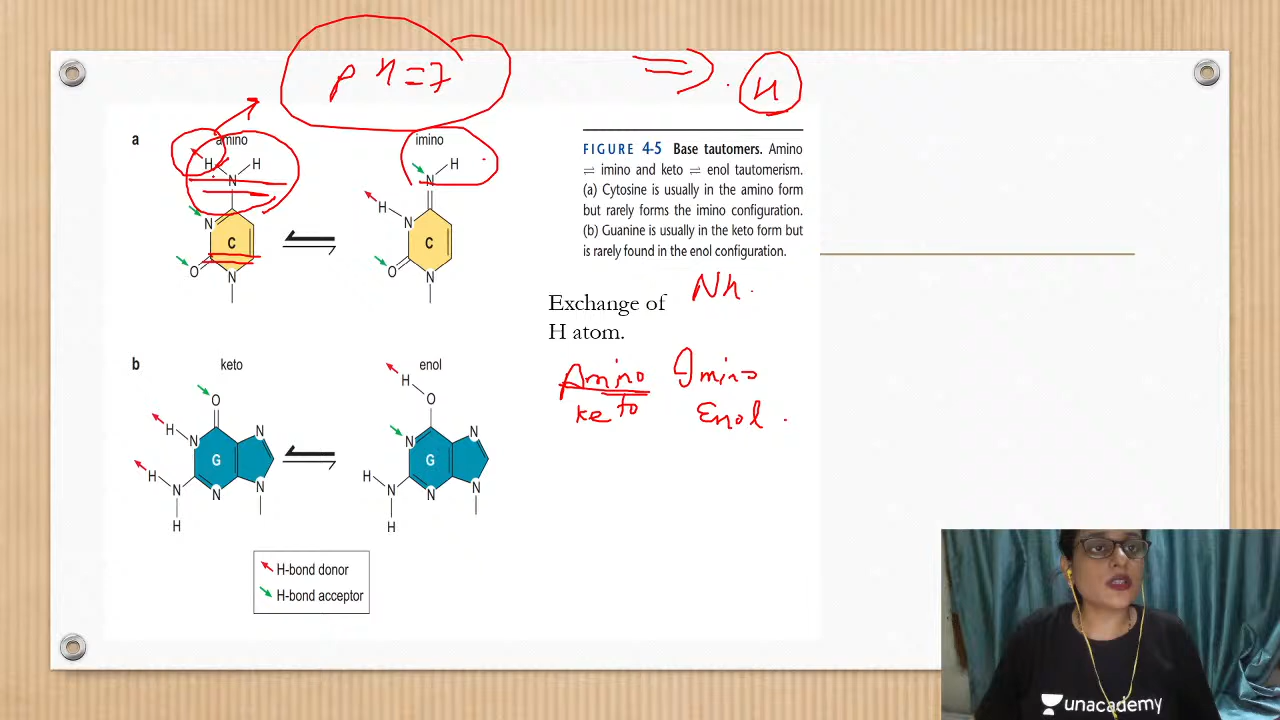 pH=7
H
a
amino
imino
H
H
N
N
C
O
N
H
N
H
N
C
O
N
FIGURE 4-5 Base tautomers. Amino
⇌ imino and keto ⇌ enol tautomerism.
(a) Cytosine is usually in the amino form
but rarely forms the imino configuration.
(b) Guanine is usually in the keto form but
is rarely found in the enol configuration.
Exchange of
H atom.
Amino Imino
keto Enol
b
keto
enol
O
H
N
N
G
H
N
N
N
H
H
O
N
N
G
H
N
N
N
H
H-bond donor
H-bond acceptor
unacademy